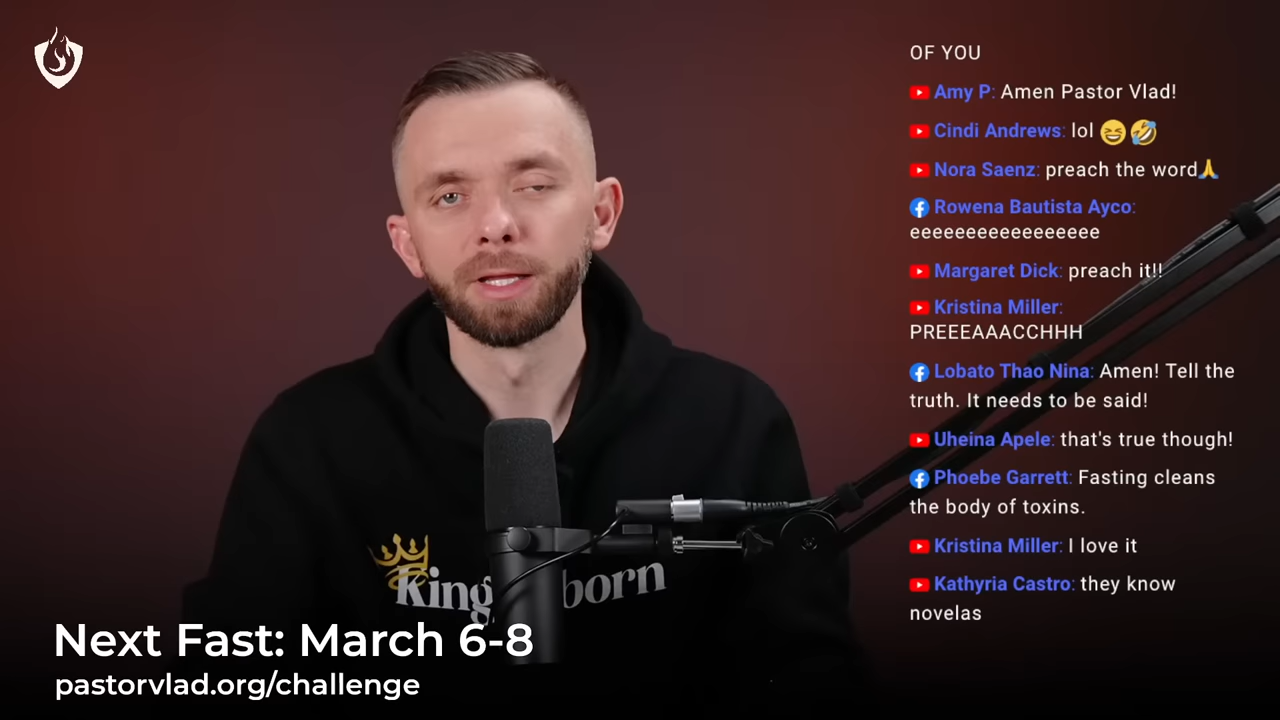 OF YOU
Amy P: Amen Pastor Vlad!
Cindi Andrews: lol 😆🤣
Nora Saenz: preach the word🙏
Rowena Bautista Ayco:
eeeeeeeeeeeeeeeee
Margaret Dick: preach it!!
Kristina Miller:
PREEEAAACCHHH
Lobato Thao Nina: Amen! Tell the
truth. It needs to be said!
Uheina Apele: that's true though!
Phoebe Garrett: Fasting cleans
the body of toxins.
Kristina Miller: I love it
Kathyria Castro: they know
novelas
King born
Next Fast: March 6-8
pastorvlad.org/challenge